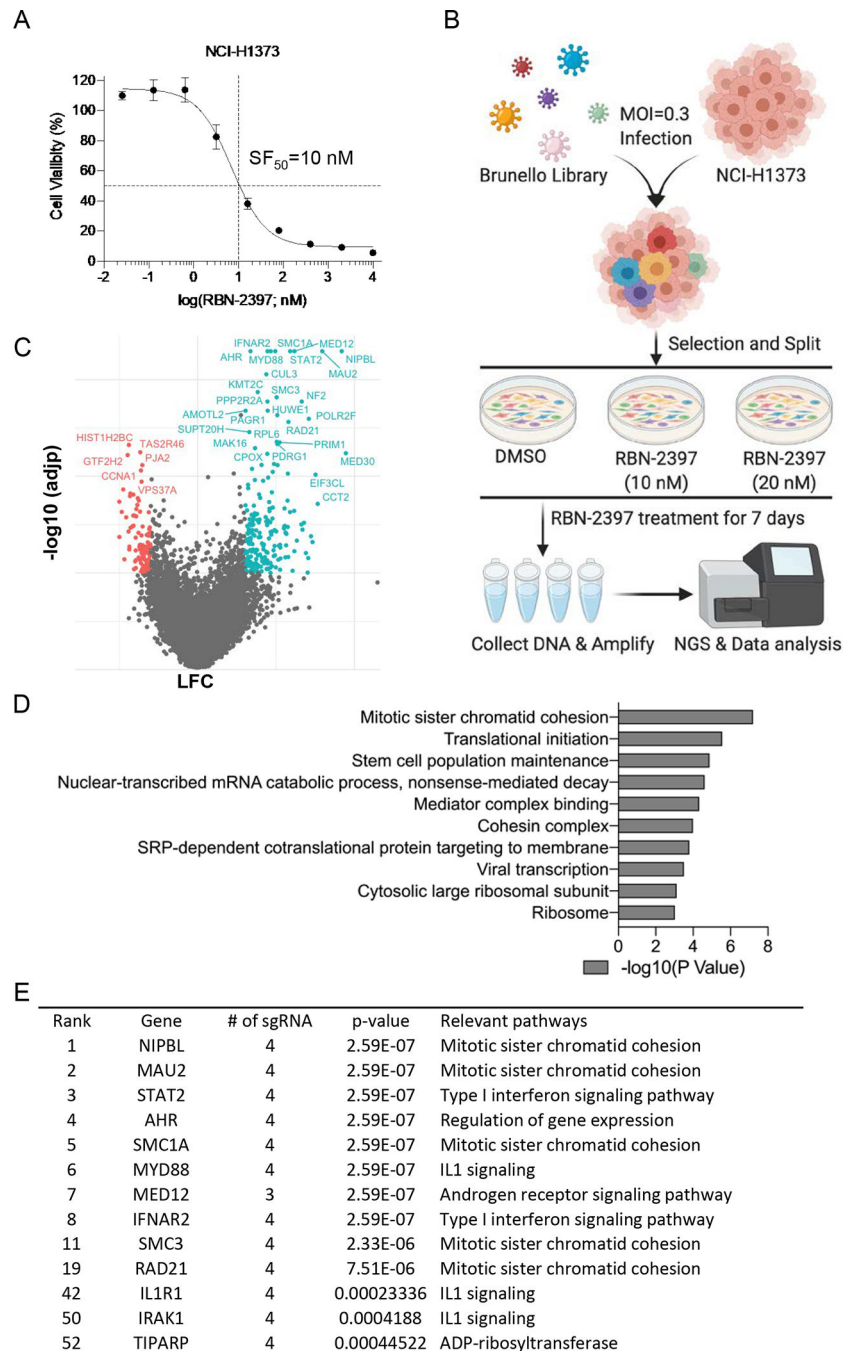 A
NCI-H1373
Cell Vialibity (%)
120
100
80
60
40
20
0
SF50=10 nM
-2
-1
0
1
2
3
4
log(RBN-2397; nM)
B
MOI=0.3
Infection
Brunello Library
NCI-H1373
Selection and Split
DMSO
RBN-2397
(10 nM)
RBN-2397
(20 nM)
RBN-2397 treatment for 7 days
Collect DNA & Amplify
NGS & Data analysis
C
-log10 (adjp)
IFNAR2
SMC1A
MED12
AHR
MYD88
STAT2
NIPBL
MAU2
CUL3
KMT2C
SMC3
NF2
PPP2R2A
AMOTL2
HUWE1
PAGR1
POLR2F
SUPT20H
RPL6
RAD21
MAK16
PRIM1
CPOX
PDRG1
MED30
EIF3CL
CCT2
HIST1H2BC
TAS2R46
GTF2H2
PJA2
CCNA1
VPS37A
LFC
D
Mitotic sister chromatid cohesion
Translational initiation
Stem cell population maintenance
Nuclear-transcribed mRNA catabolic process, nonsense-mediated decay
Mediator complex binding
Cohesin complex
SRP-dependent cotranslational protein targeting to membrane
Viral transcription
Cytosolic large ribosomal subunit
Ribosome
0 2 4 6 8
-log10(P Value)
E
Rank Gene # of sgRNA p-value Relevant pathways
1 NIPBL 4 2.59E-07 Mitotic sister chromatid cohesion
2 MAU2 4 2.59E-07 Mitotic sister chromatid cohesion
3 STAT2 4 2.59E-07 Type I interferon signaling pathway
4 AHR 4 2.59E-07 Regulation of gene expression
5 SMC1A 4 2.59E-07 Mitotic sister chromatid cohesion
6 MYD88 4 2.59E-07 IL1 signaling
7 MED12 3 2.59E-07 Androgen receptor signaling pathway
8 IFNAR2 4 2.59E-07 Type I interferon signaling pathway
11 SMC3 4 2.33E-06 Mitotic sister chromatid cohesion
19 RAD21 4 7.51E-06 Mitotic sister chromatid cohesion
42 IL1R1 4 0.00023336 IL1 signaling
50 IRAK1 4 0.0004188 IL1 signaling
52 TIPARP 4 0.00044522 ADP-ribosyltransferase